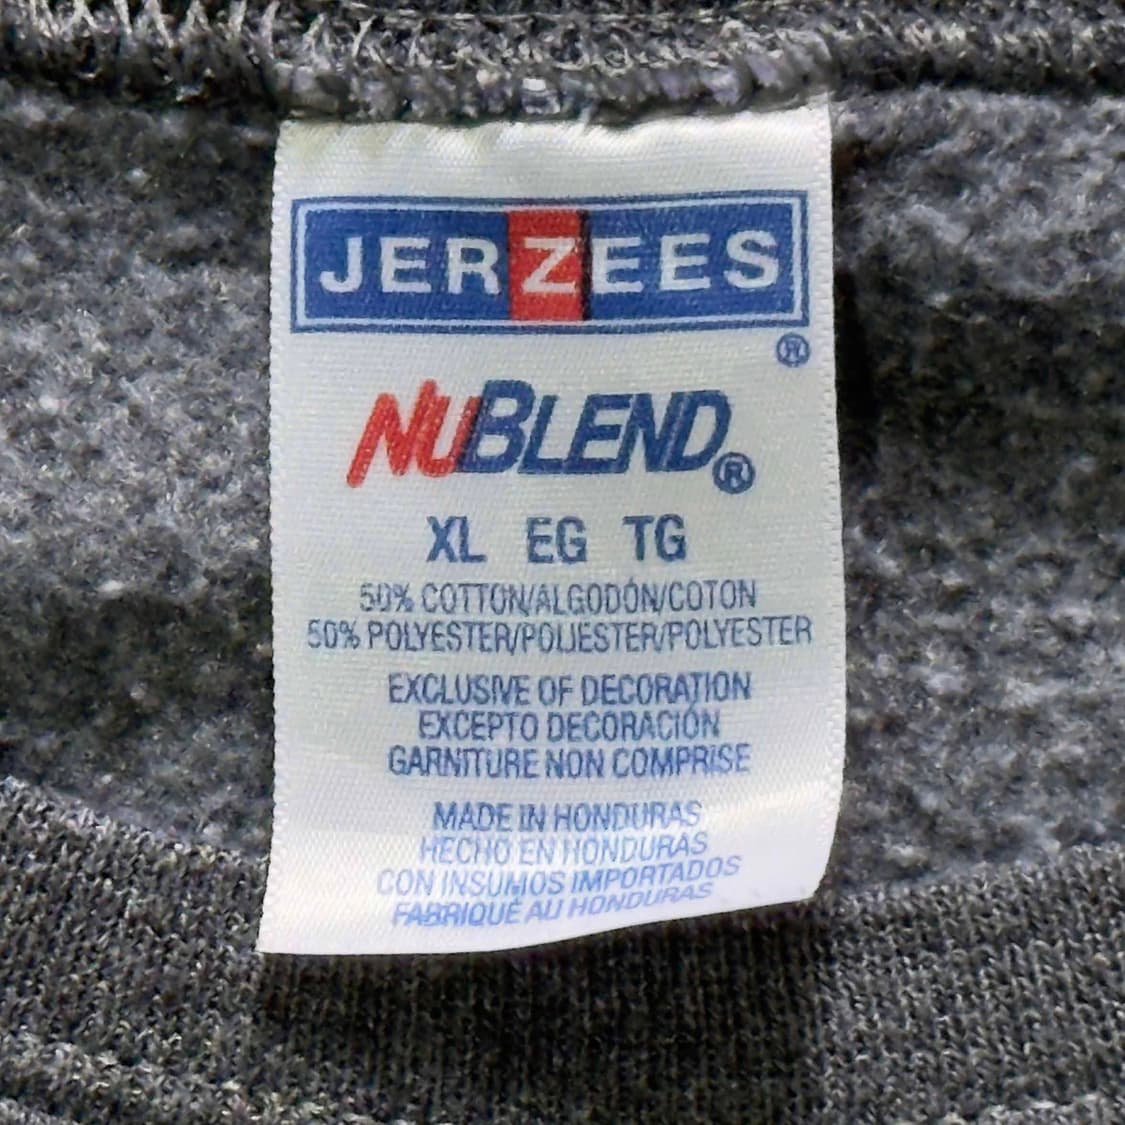 JERZEES
®
NUBLEND®
XL EG TG
50% COTTON/ALGODÓN/COTON
50% POLYESTER/POLIESTER/POLYESTER
EXCLUSIVE OF DECORATION
EXCEPTO DECORACIÓN
GARNITURE NON COMPRISE
MADE IN HONDURAS
HECHO EN HONDURAS
CON INSUMOS IMPORTADOS
FABRIQUÉ AU HONDURAS